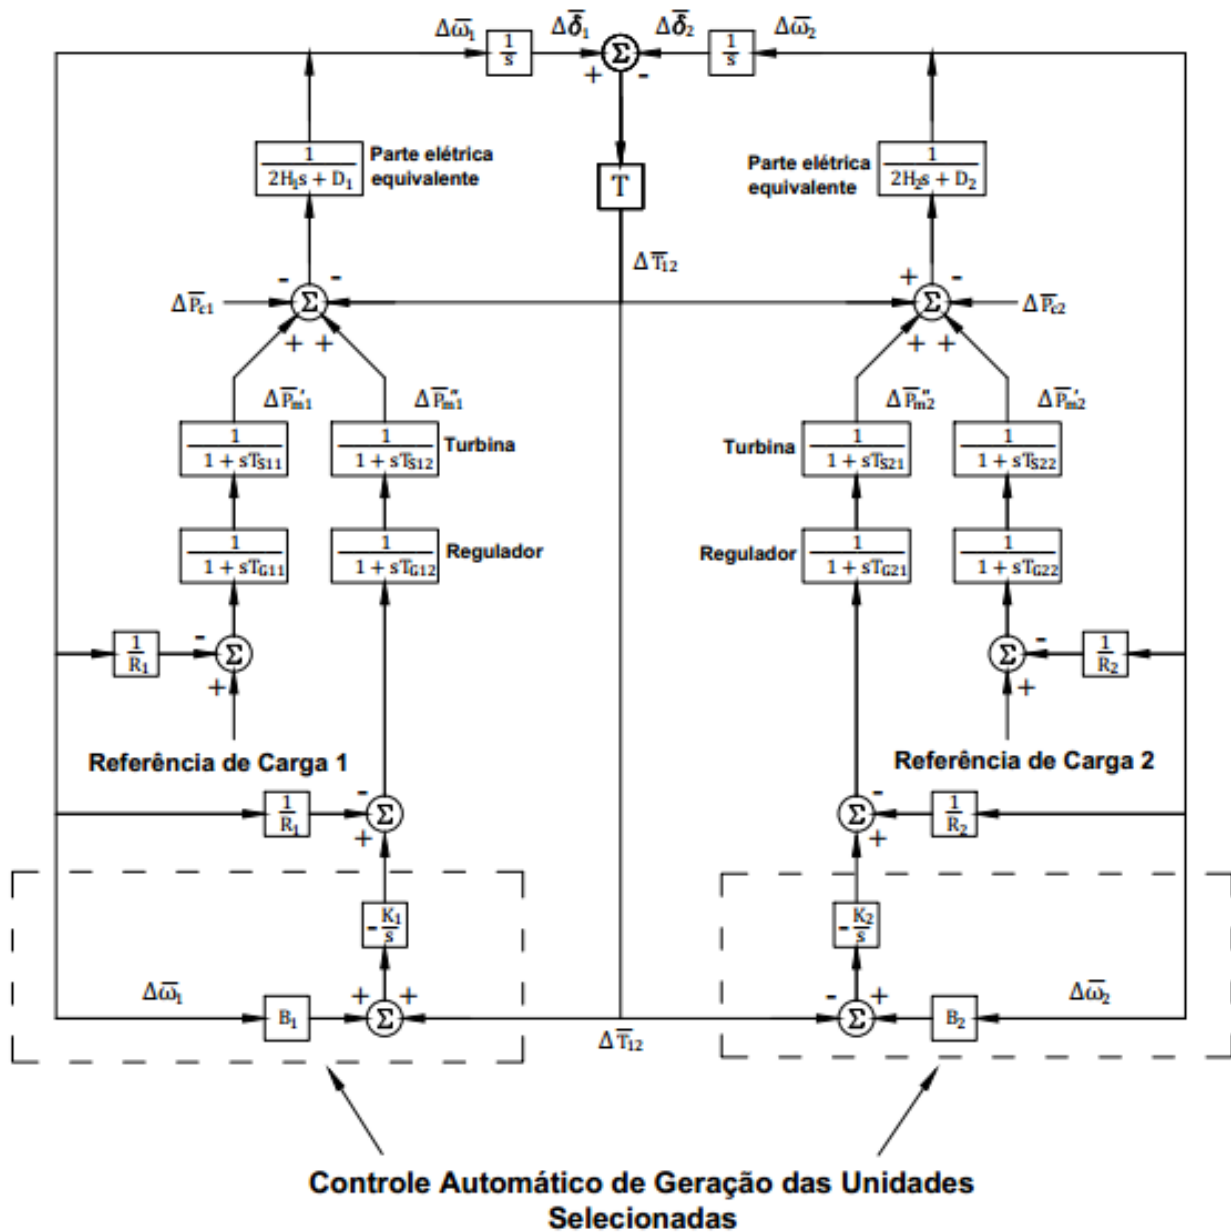 Δω̅₁ 1/s Δδ̅₁ Σ Δδ̅₂ 1/s Δω̅₂
+ -
1/(2H₁s + D₁) Parte elétrica equivalente T Parte elétrica equivalente 1/(2H₂s + D₂)
ΔT̅₁₂
- - + -
ΔP̅c1 Σ Σ ΔP̅c2
+ + + +
ΔP̅'m1 ΔP̅''m1 ΔP̅''m2 ΔP̅'m2
1/(1 + sTS11) 1/(1 + sTS12) Turbina Turbina 1/(1 + sTS21) 1/(1 + sTS22)
1/(1 + sTG11) 1/(1 + sTG12) Regulador Regulador 1/(1 + sTG21) 1/(1 + sTG22)
1/R₁ - Σ Σ - 1/R₂
+ +
Referência de Carga 1 Referência de Carga 2
1/R₁ - Σ Σ - 1/R₂
+ +
-K₁/s -K₂/s
Δω̅₁ + + - + Δω̅₂
B₁ Σ Σ B₂
ΔT̅₁₂
Controle Automático de Geração das Unidades
Selecionadas